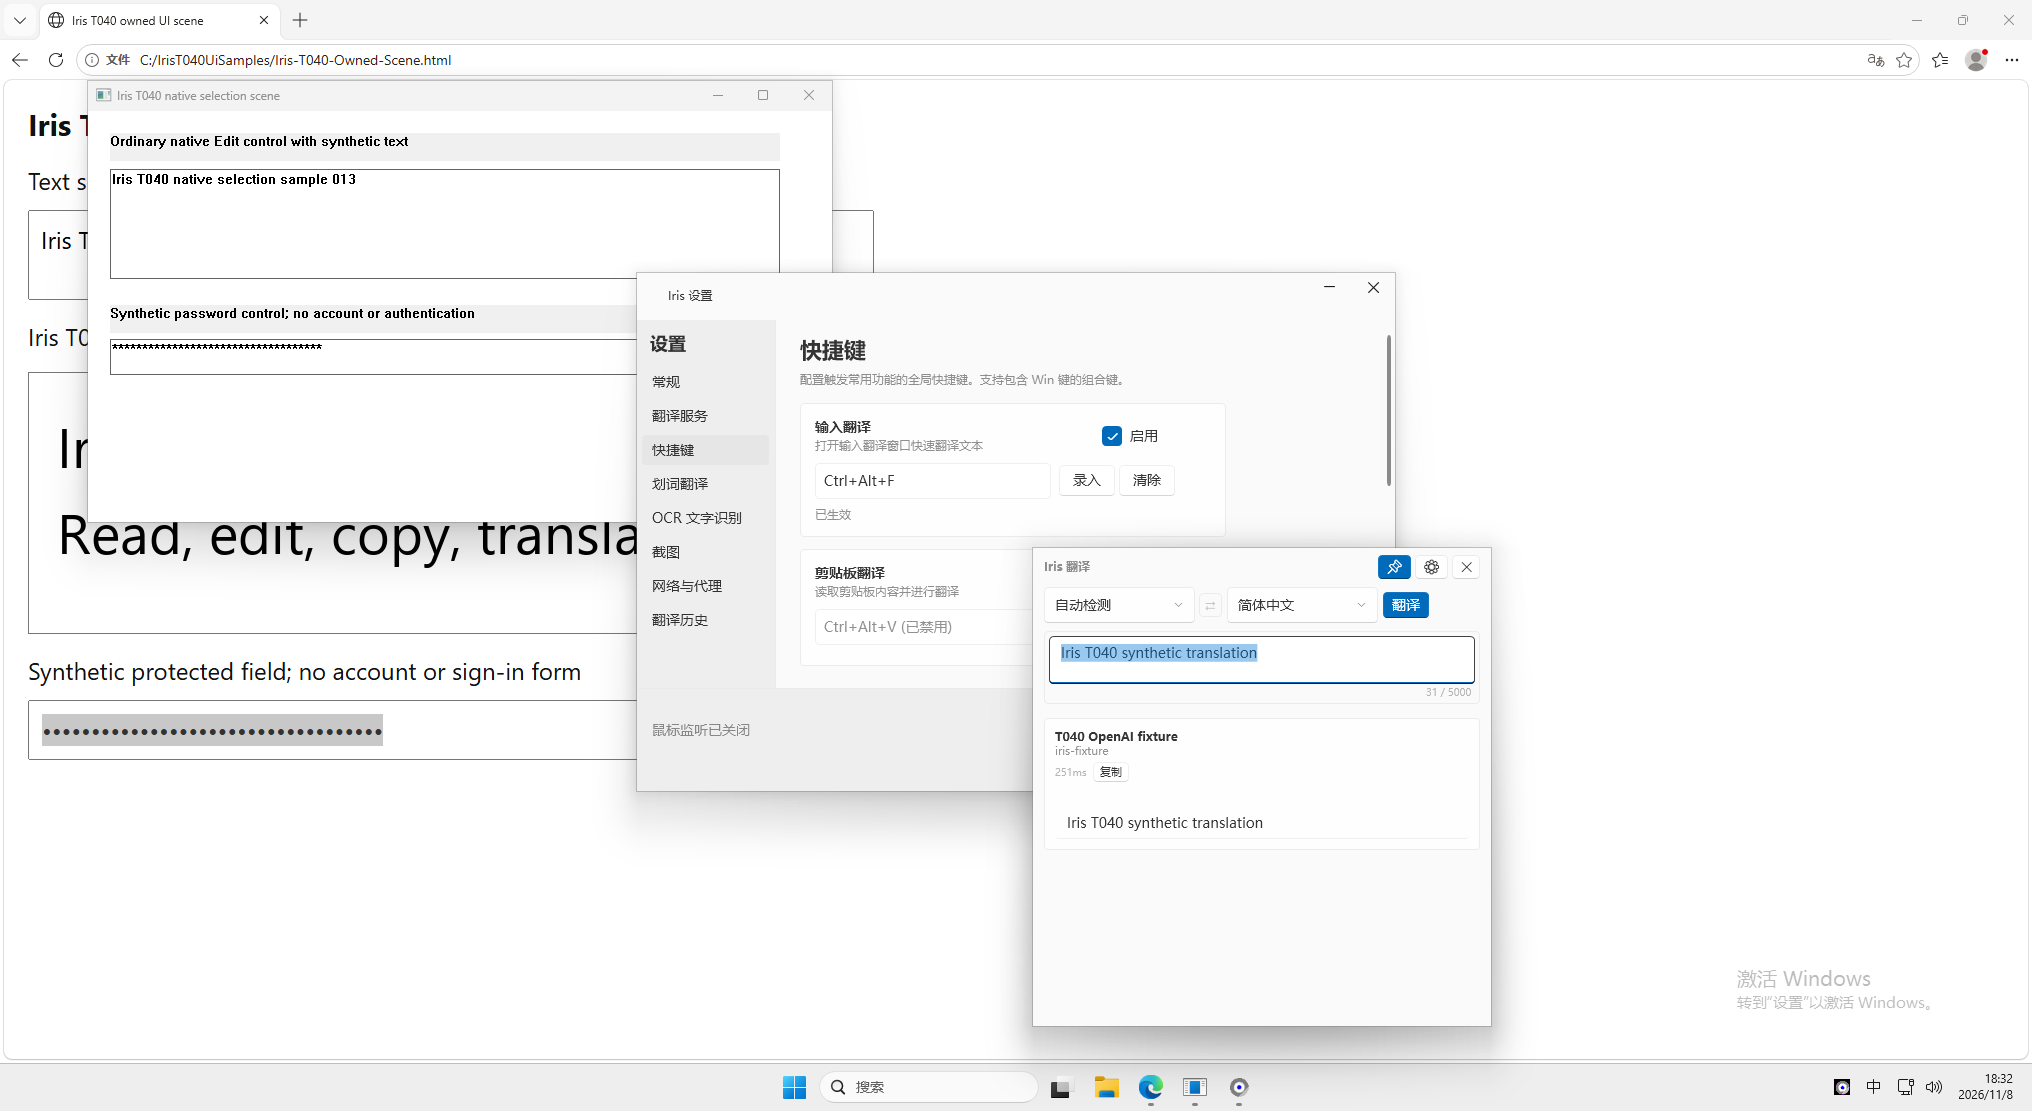 Iris T040 owned UI scene
文件 C:/IrisT040UiSamples/Iris-T040-Owned-Scene.html
Iris T
Text s
Iris T
Iris T0
Read, edit, copy, transla
Synthetic protected field; no account or sign-in form
••••••••••••••••••••••••••••••••••
Iris T040 native selection scene
Ordinary native Edit control with synthetic text
Iris T040 native selection sample 013
Synthetic password control; no account or authentication
***********************************
Iris 设置
设置
常规
翻译服务
快捷键
划词翻译
OCR 文字识别
截图
网络与代理
翻译历史
鼠标监听已关闭
快捷键
配置触发常用功能的全局快捷键。支持包含 Win 键的组合键。
输入翻译
打开输入翻译窗口快速翻译文本
启用
Ctrl+Alt+F
录入
清除
已生效
剪贴板翻译
读取剪贴板内容并进行翻译
Ctrl+Alt+V (已禁用)
Iris 翻译
自动检测
简体中文
翻译
Iris T040 synthetic translation
31 / 5000
T040 OpenAI fixture
iris-fixture
251ms 复制
Iris T040 synthetic translation
激活 Windows
转到"设置"以激活 Windows。
搜索
中
18:32
2026/11/8